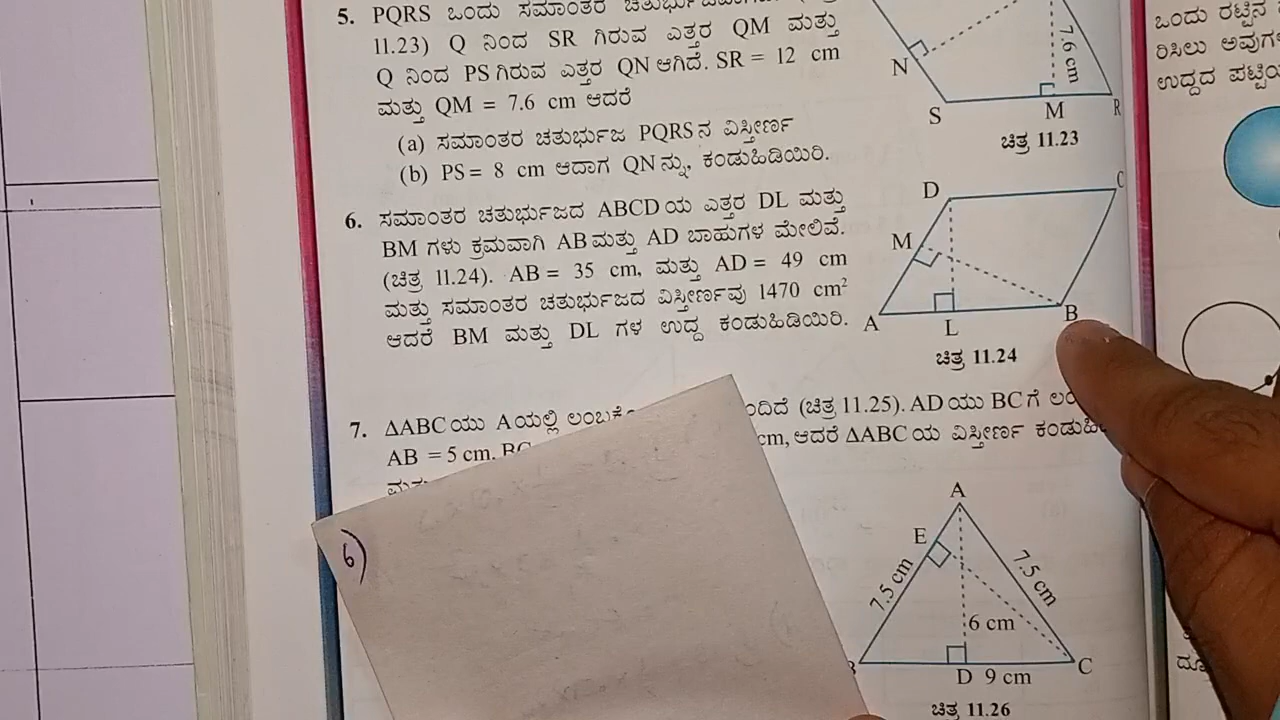 5. PQRS ಒಂದು ಸಮಾಂತರ
11.23) Q ನಿಂದ SR ಗಿರುವ ಎತ್ತರ QM ಮತ್ತು
Q ನಿಂದ PS ಗಿರುವ ಎತ್ತರ QN ಆಗಿದೆ. SR = 12 cm
ಮತ್ತು QM = 7.6 cm ಆದರೆ
(a) ಸಮಾಂತರ ಚತುರ್ಭುಜ PQRS ನ ವಿಸ್ತೀರ್ಣ
(b) PS = 8 cm ಆದಾಗ QN ನ್ನು, ಕಂಡುಹಿಡಿಯಿರಿ.
N
S
M
R
7.6 cm
ಚಿತ್ರ 11.23
6. ಸಮಾಂತರ ಚತುರ್ಭುಜದ ABCD ಯ ಎತ್ತರ DL ಮತ್ತು
BM ಗಳು ಕ್ರಮವಾಗಿ AB ಮತ್ತು AD ಬಾಹುಗಳ ಮೇಲಿವೆ.
(ಚಿತ್ರ 11.24). AB = 35 cm, ಮತ್ತು AD = 49 cm
ಮತ್ತು ಸಮಾಂತರ ಚತುರ್ಭುಜದ ವಿಸ್ತೀರ್ಣವು 1470 cm²
ಆದರೆ BM ಮತ್ತು DL ಗಳ ಉದ್ದ ಕಂಡುಹಿಡಿಯಿರಿ.
D
C
M
A
L
B
ಚಿತ್ರ 11.24
7. ∆ABC ಯು A ಯಲ್ಲಿ (ಚಿತ್ರ 11.25). AD ಯು BC ಗೆ
AB = 5 cm. cm, ಆದರೆ ∆ABC ಯ ವಿಸ್ತೀರ್ಣ
6)
A
E
7.5 cm
7.5 cm
6 cm
D 9 cm
C
ಚಿತ್ರ 11.26
ಒಂದು ರಟ್ಟಿನ
ರಿಸಿಲು
ಉದ್ದದ